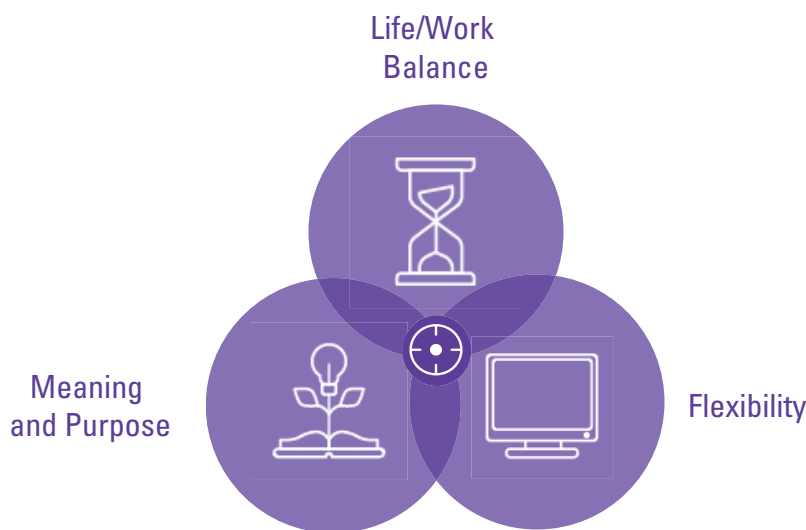 Life/Work
Balance
Meaning
and Purpose
Flexibility